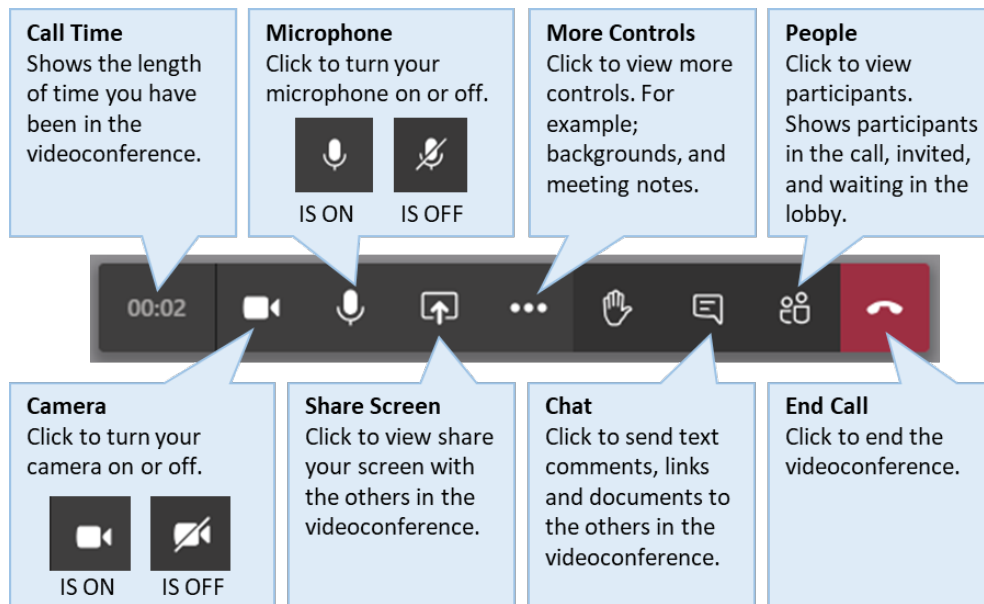 Call Time
Shows the length
of time you have
been in the
videoconference.
Microphone
Click to turn your
microphone on or off.
IS ON IS OFF
More Controls
Click to view more
controls. For
example;
backgrounds, and
meeting notes.
People
Click to view
participants.
Shows participants
in the call, invited,
and waiting in the
lobby.
00:02
Camera
Click to turn your
camera on or off.
IS ON IS OFF
Share Screen
Click to view share
your screen with
the others in the
videoconference.
Chat
Click to send text
comments, links
and documents to
the others in the
videoconference.
End Call
Click to end the
videoconference.